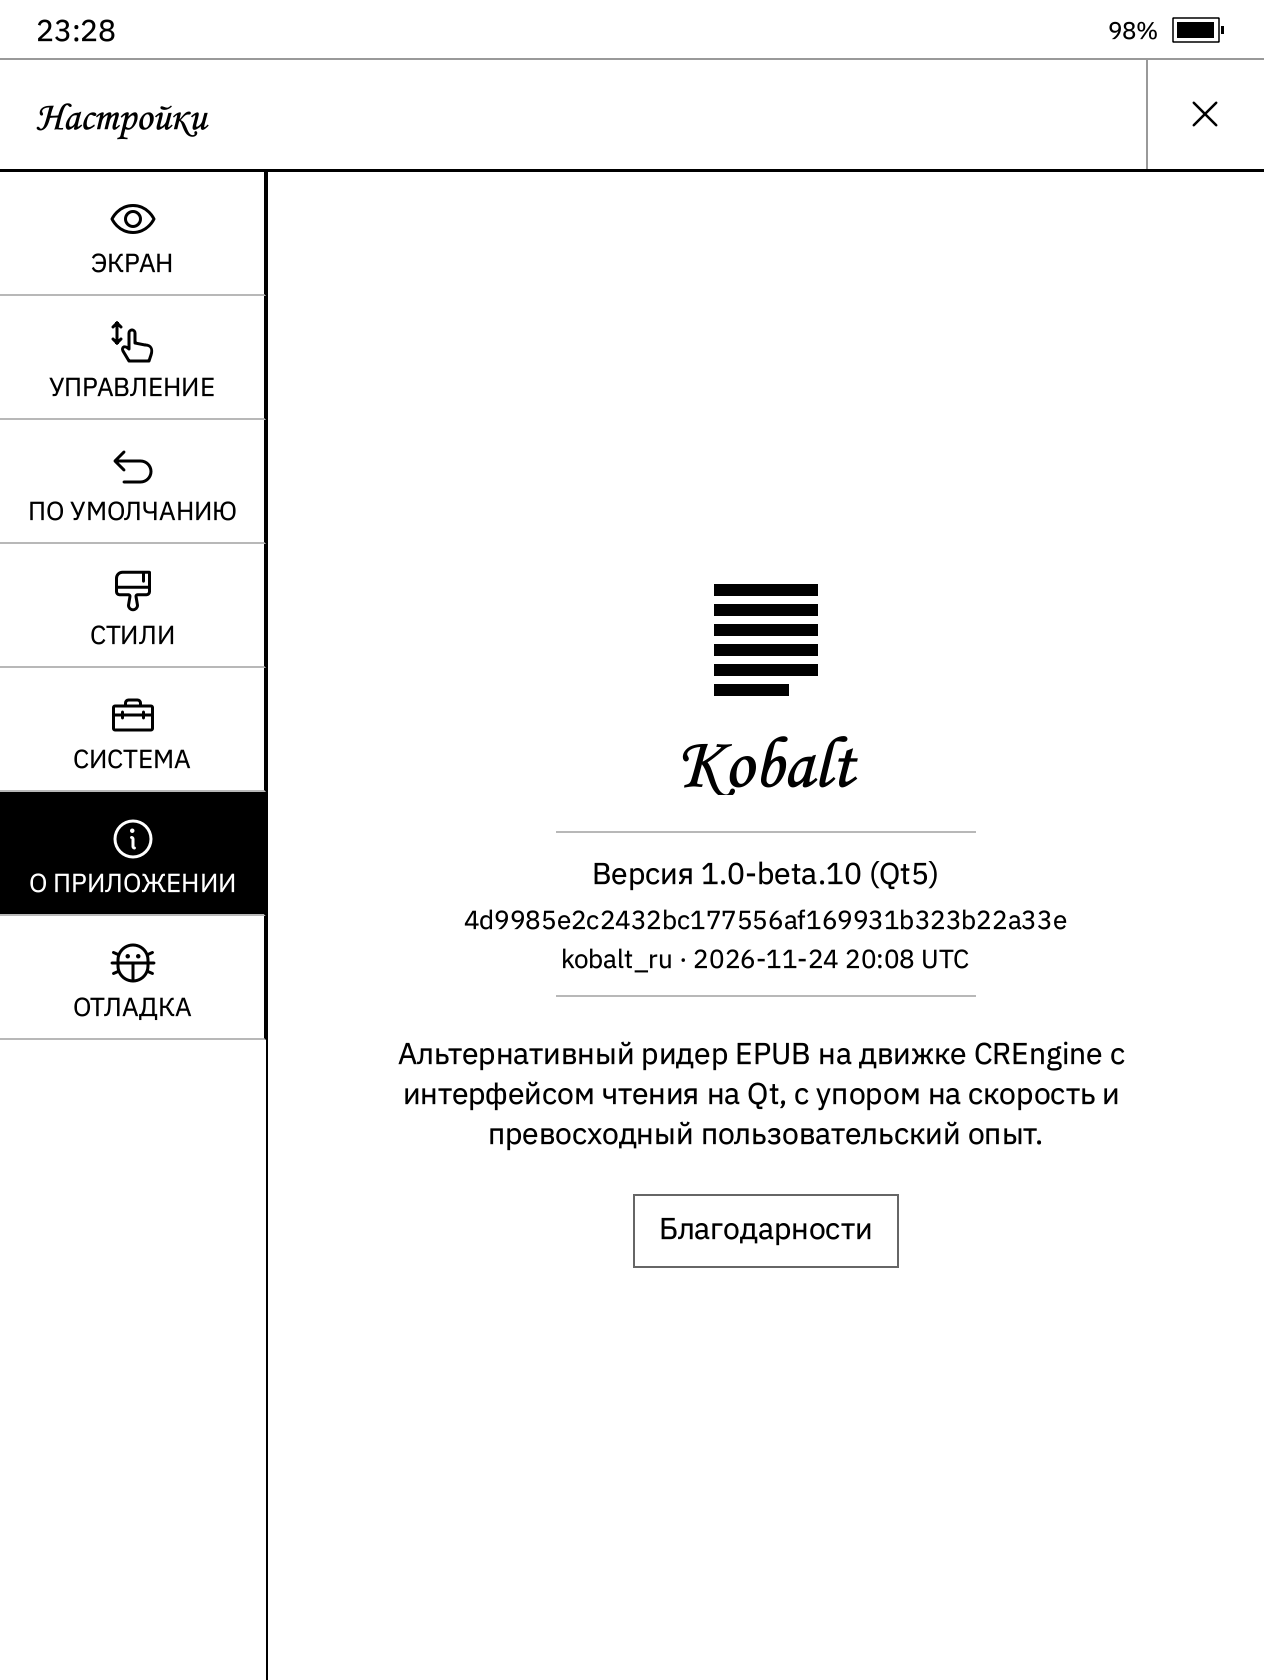 23:28
98%
Настройки
ЭКРАН
УПРАВЛЕНИЕ
ПО УМОЛЧАНИЮ
СТИЛИ
СИСТЕМА
О ПРИЛОЖЕНИИ
ОТЛАДКА
Kobalt
Версия 1.0-beta.10 (Qt5)
4d9985e2c2432bc177556af169931b323b22a33e
kobalt_ru · 2026-11-24 20:08 UTC
Альтернативный ридер EPUB на движке CREngine с
интерфейсом чтения на Qt, с упором на скорость и
превосходный пользовательский опыт.
Благодарности